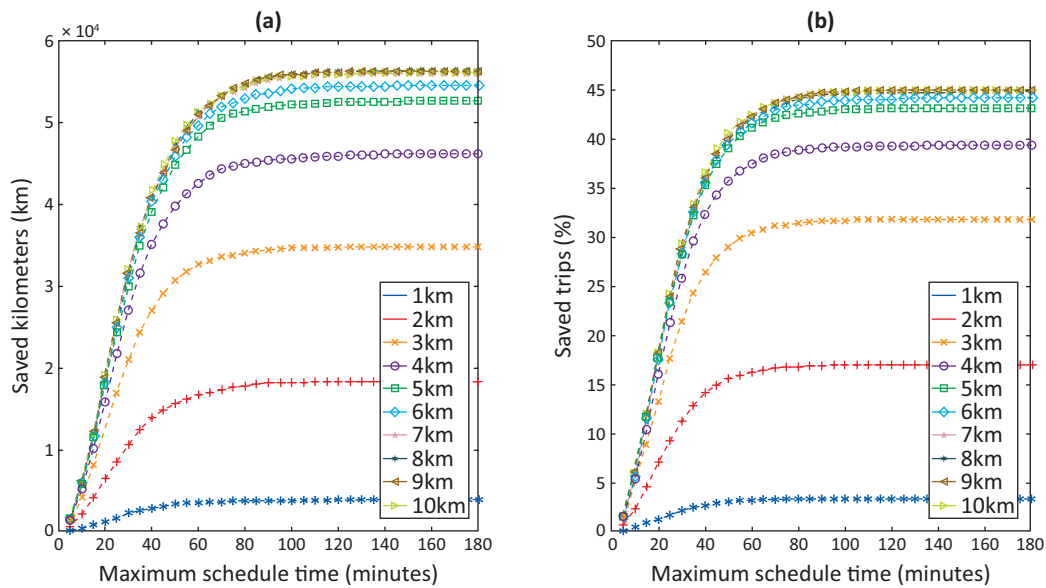 (a)
× 10⁴
6
5
4
3
2
1
0
0 20 40 60 80 100 120 140 160 180
Saved kilometers (km)
Maximum schedule time (minutes)
1km
2km
3km
4km
5km
6km
7km
8km
9km
10km
(b)
50
45
40
35
30
25
20
15
10
5
0
0 20 40 60 80 100 120 140 160 180
Saved trips (%)
Maximum schedule time (minutes)
1km
2km
3km
4km
5km
6km
7km
8km
9km
10km